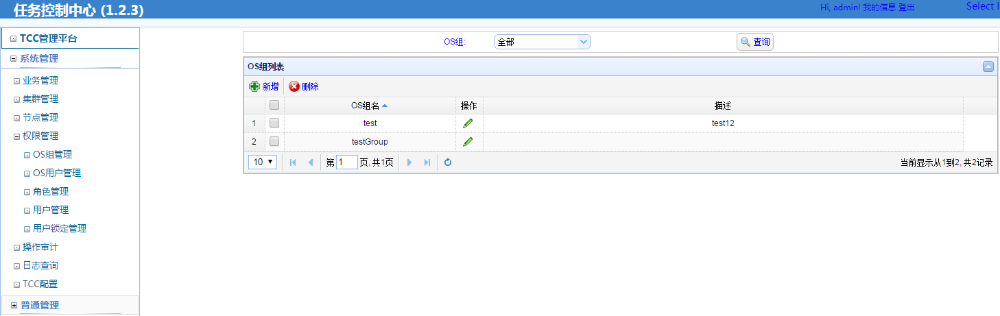 任务控制中心 (1.2.3)
Hi, admin! 我的信息 登出
Select l
TCC管理平台
系统管理
业务管理
集群管理
节点管理
权限管理
OS组管理
OS用户管理
角色管理
用户管理
用户锁定管理
操作审计
日志查询
TCC配置
普通管理
OS组: 全部 查询
OS组列表
新增 删除
OS组名 操作 描述
1 test test12
2 testGroup
10 第 1 页, 共1页 当前显示从1到2, 共2记录